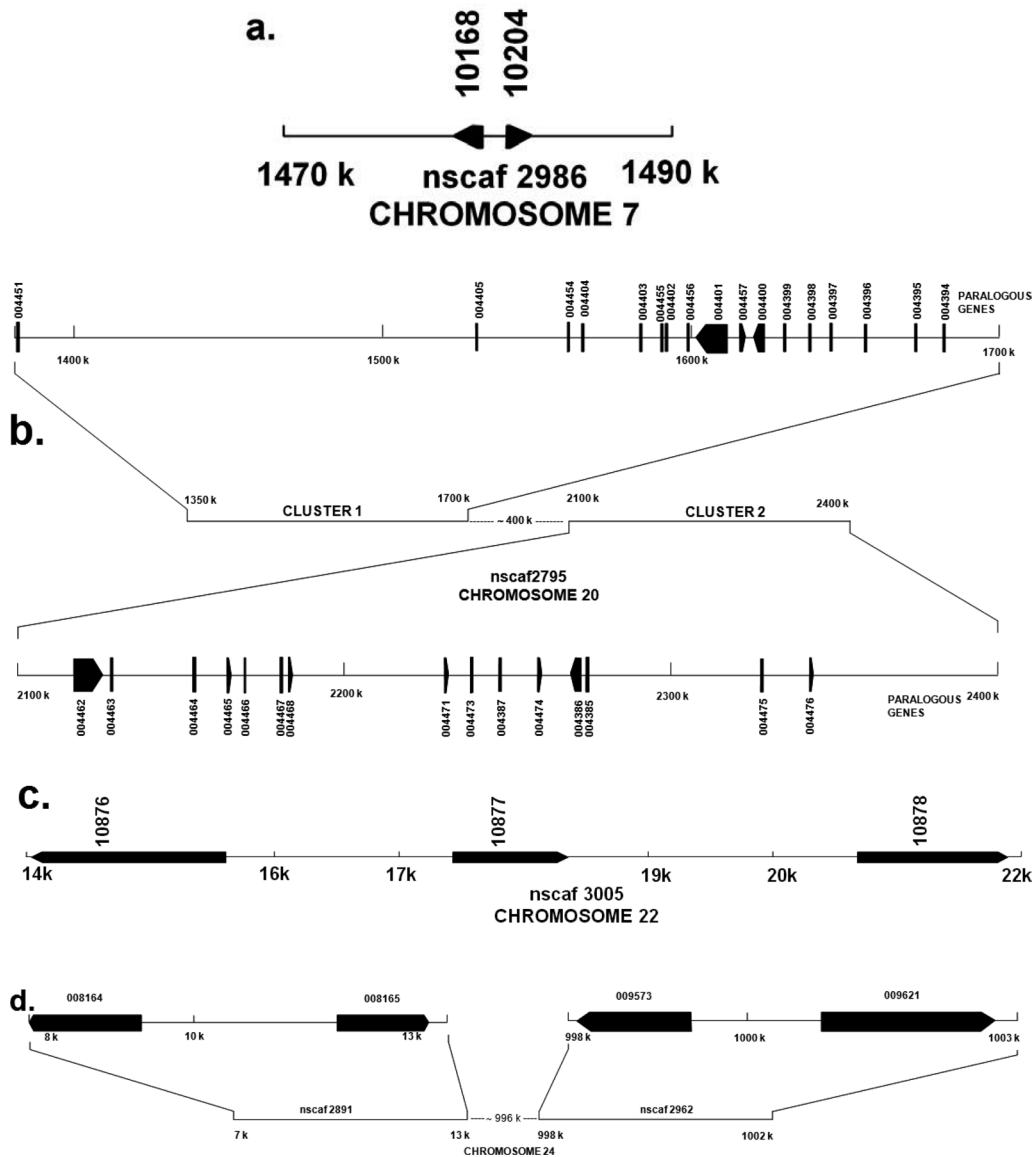 a.
10168
10204
1470 k
nscaf 2986
1490 k
CHROMOSOME 7
004451
004405
004454
004404
004403
004455
004402
004456
004401
004457
004400
004399
004398
004397
004396
004395
004394
PARALOGOUS
GENES
1400 k
1500 k
1600 k
1700 k
b.
1350 k
1700 k
2100 k
2400 k
CLUSTER 1
~ 400 k
CLUSTER 2
nscaf2795
CHROMOSOME 20
2100 k
2200 k
2300 k
2400 k
004462
004463
004464
004465
004466
004467
004468
004471
004473
004387
004474
004386
004385
004475
004476
PARALOGOUS
GENES
c.
10876
10877
10878
14k
16k
17k
19k
20k
22k
nscaf 3005
CHROMOSOME 22
d.
008164
008165
009573
009621
8 k
10 k
13 k
998 k
1000 k
1003 k
nscaf 2891
~ 996 k
nscaf 2962
7 k
13 k
998 k
1002 k
CHROMOSOME 24